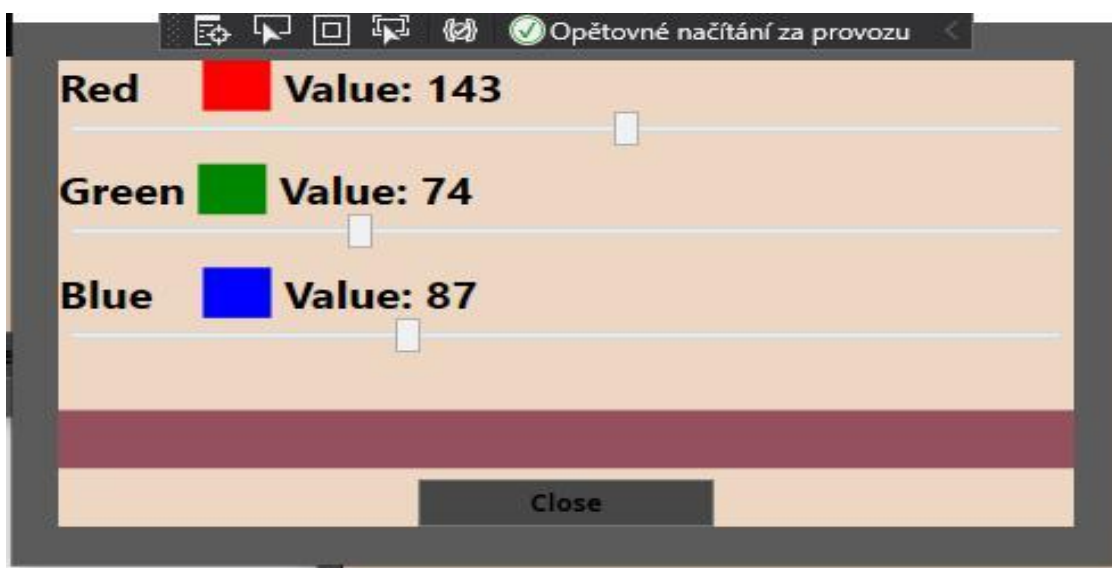 Opětovné načítání za provozu
Red Value: 143
Green Value: 74
Blue Value: 87
Close